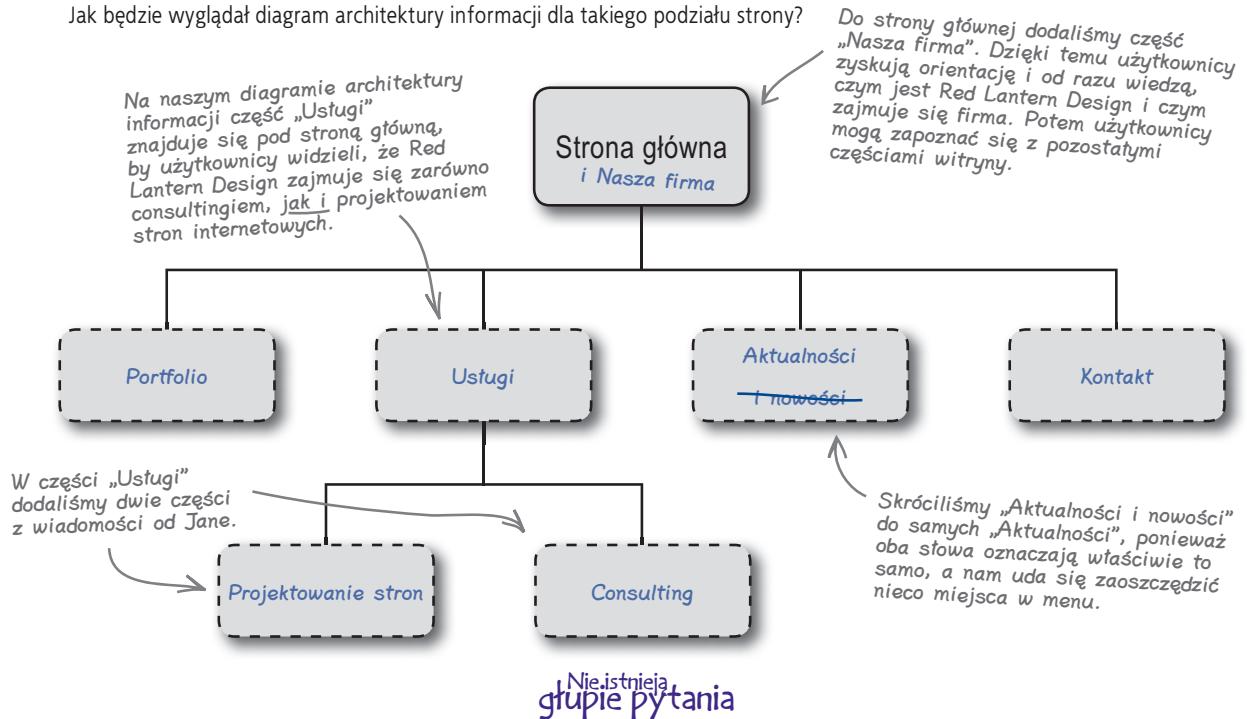 Jak będzie wyglądał diagram architektury informacji dla takiego podziału strony?
Do strony głównej dodaliśmy część
„Nasza firma”. Dzięki temu użytkownicy
zyskują orientację i od razu wiedzą,
czym jest Red Lantern Design i czym
zajmuje się firma. Potem użytkownicy
mogą zapoznać się z pozostałymi
częściami witryny.
Na naszym diagramie architektury
informacji część „Usługi”
znajduje się pod stroną główną,
by użytkownicy widzieli, że Red
Lantern Design zajmuje się zarówno
consultingiem, jak i projektowaniem
stron internetowych.
Strona główna
i Nasza firma
Portfolio
Usługi
Aktualności
i nowości
Kontakt
W części „Usługi”
dodaliśmy dwie części
z wiadomości od Jane.
Skróciliśmy „Aktualności i nowości”
do samych „Aktualności”, ponieważ
oba słowa oznaczają właściwie to
samo, a nam uda się zaoszczędzić
nieco miejsca w menu.
Projektowanie stron
Consulting
Nie istnieją
głupie pytania